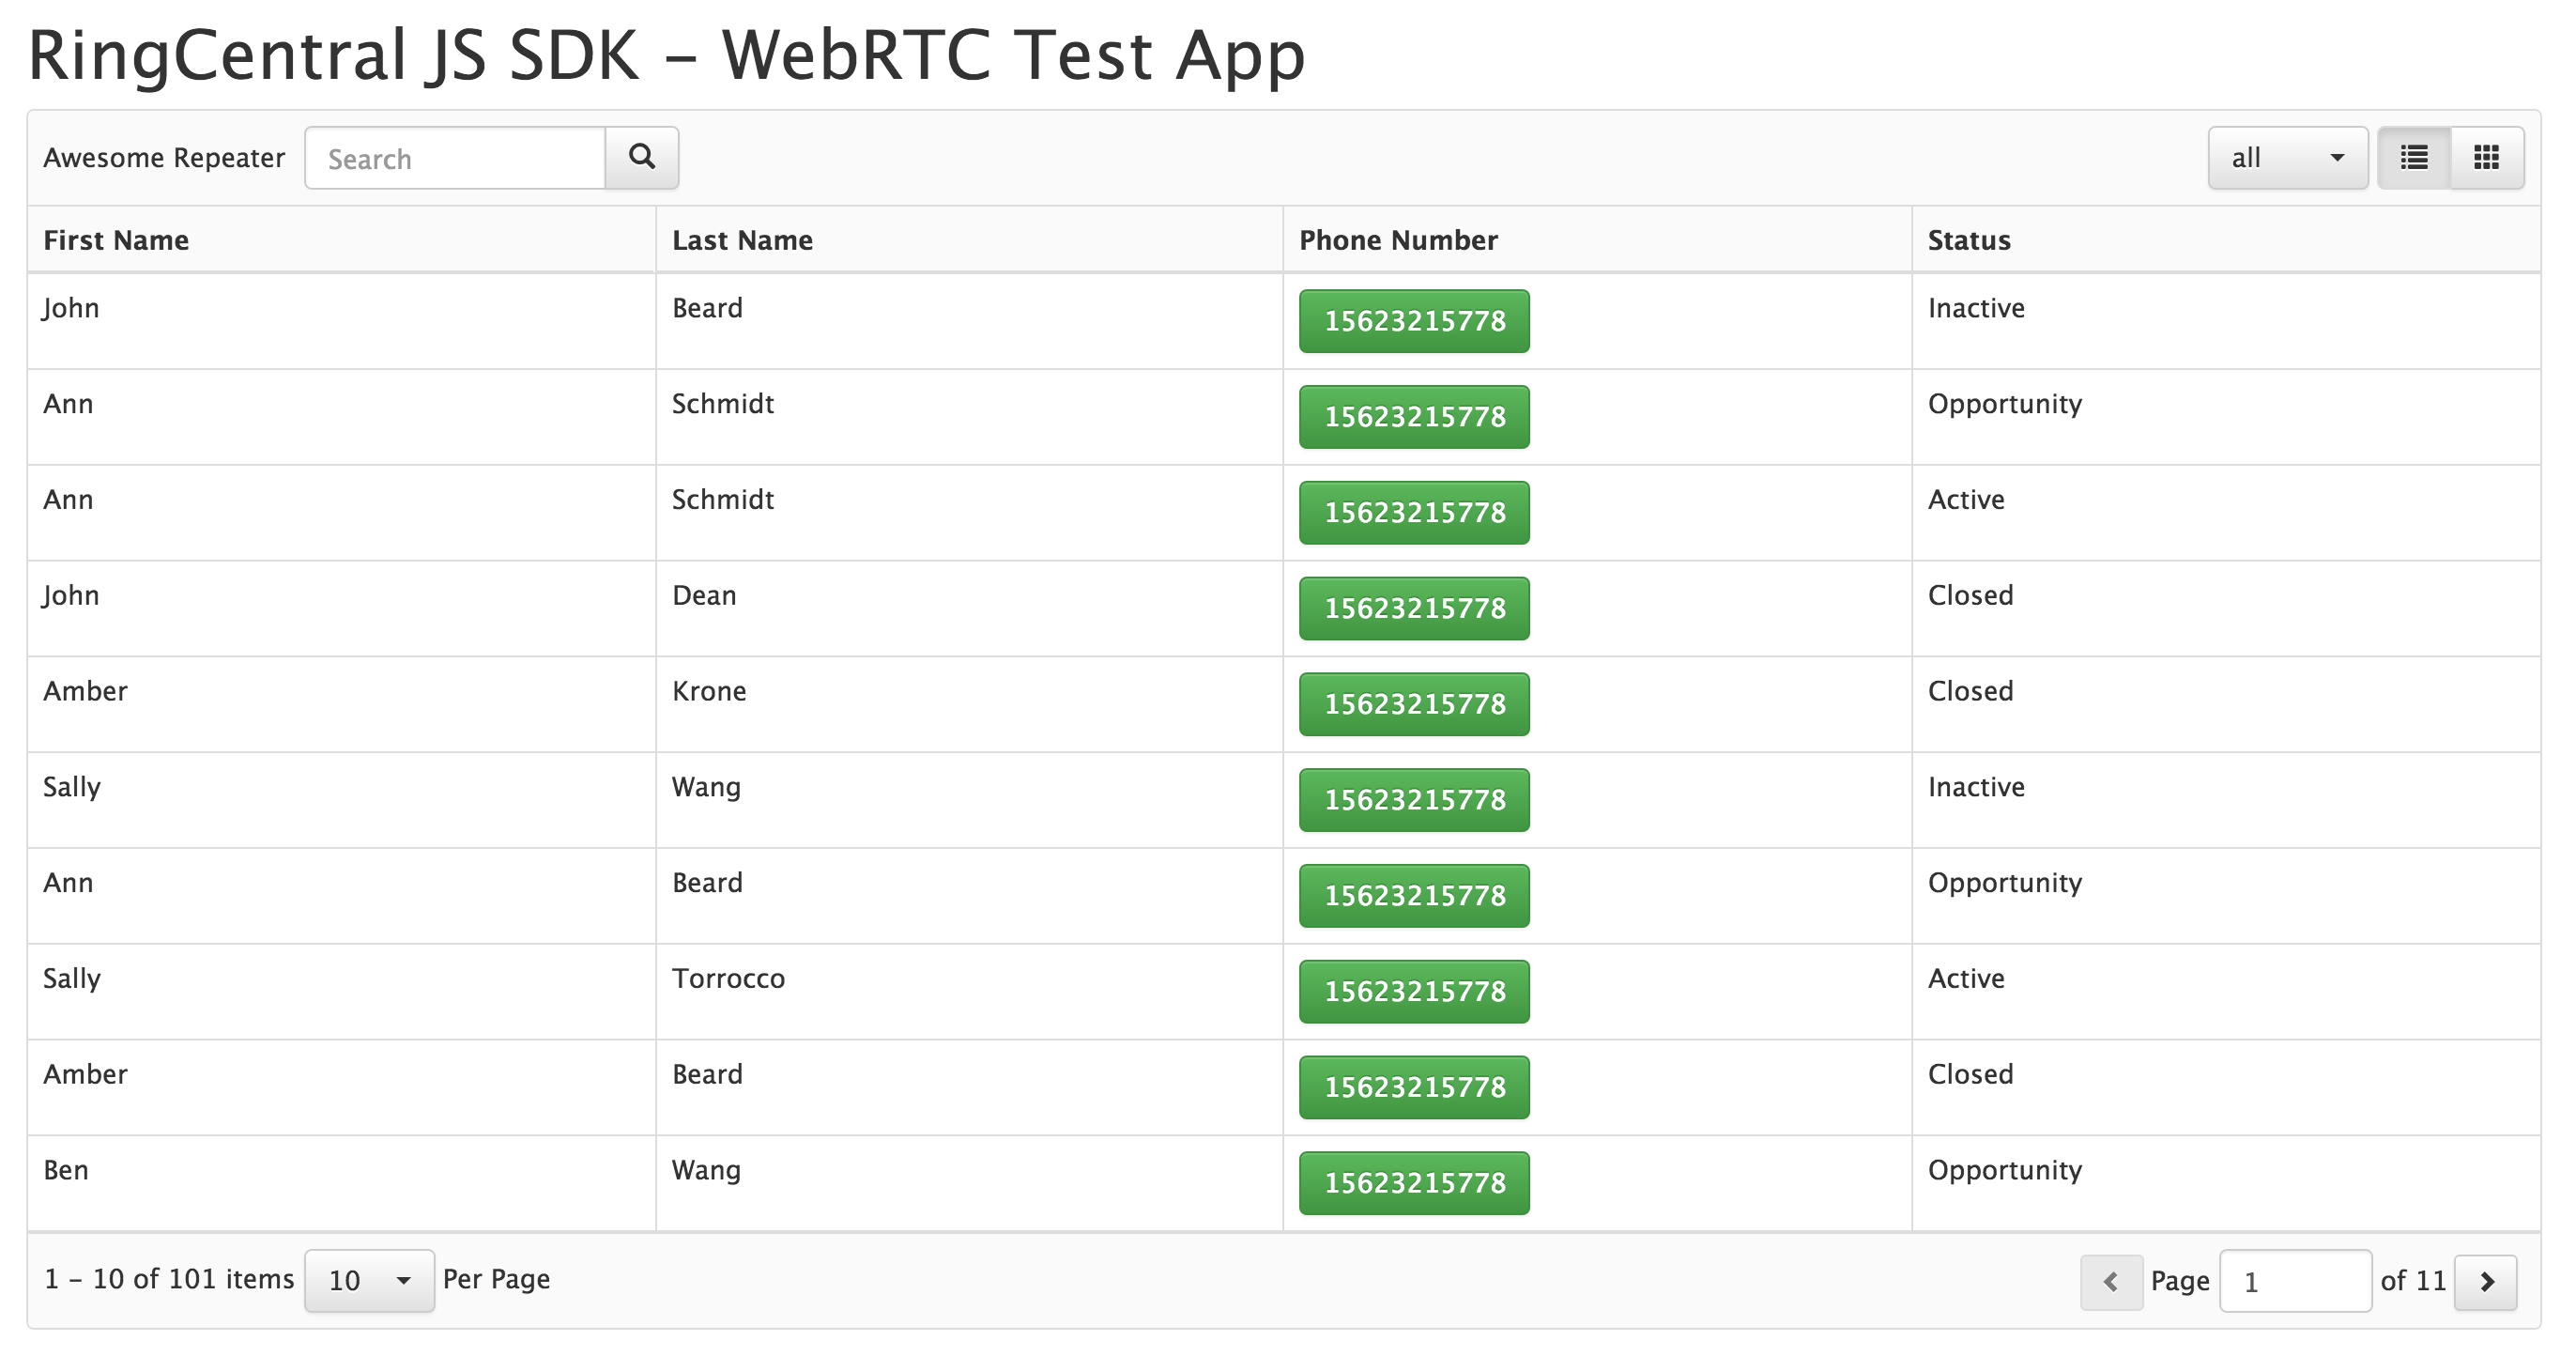 RingCentral JS SDK – WebRTC Test App
Awesome Repeater Search all
First Name Last Name Phone Number Status
John Beard 15623215778 Inactive
Ann Schmidt 15623215778 Opportunity
Ann Schmidt 15623215778 Active
John Dean 15623215778 Closed
Amber Krone 15623215778 Closed
Sally Wang 15623215778 Inactive
Ann Beard 15623215778 Opportunity
Sally Torrocco 15623215778 Active
Amber Beard 15623215778 Closed
Ben Wang 15623215778 Opportunity
1 – 10 of 101 items 10 Per Page Page 1 of 11